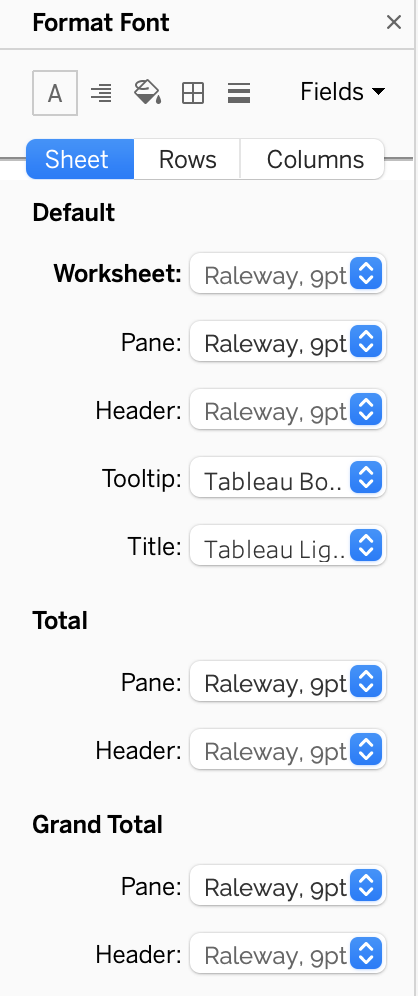 Format Font ×
A Fields
Sheet Rows Columns
Default
Worksheet: Raleway, 9pt
Pane: Raleway, 9pt
Header: Raleway, 9pt
Tooltip: Tableau Bo..
Title: Tableau Lig..
Total
Pane: Raleway, 9pt
Header: Raleway, 9pt
Grand Total
Pane: Raleway, 9pt
Header: Raleway, 9pt